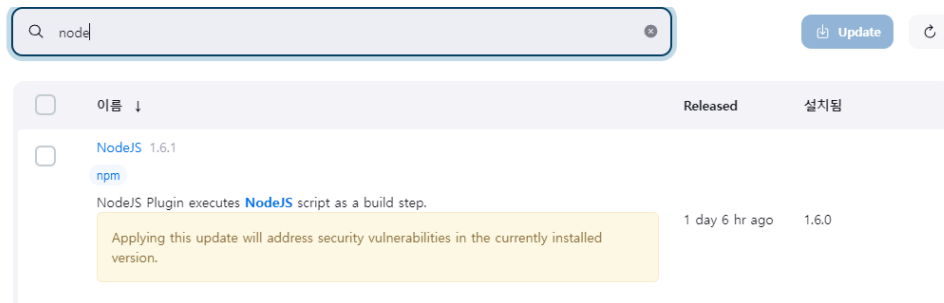 node
Update
이름 ↓
Released
설치됨
NodeJS 1.6.1
npm
NodeJS Plugin executes NodeJS script as a build step.
Applying this update will address security vulnerabilities in the currently installed
version.
1 day 6 hr ago
1.6.0